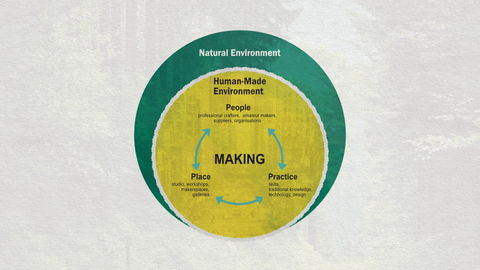 Natural Environment
Human-Made
Environment
People
professional crafters, amateur makers,
suppliers, organisations
MAKING
Place
studio, workshops,
makerspaces,
galleries
Practice
skills,
traditional knowledge,
technology, design